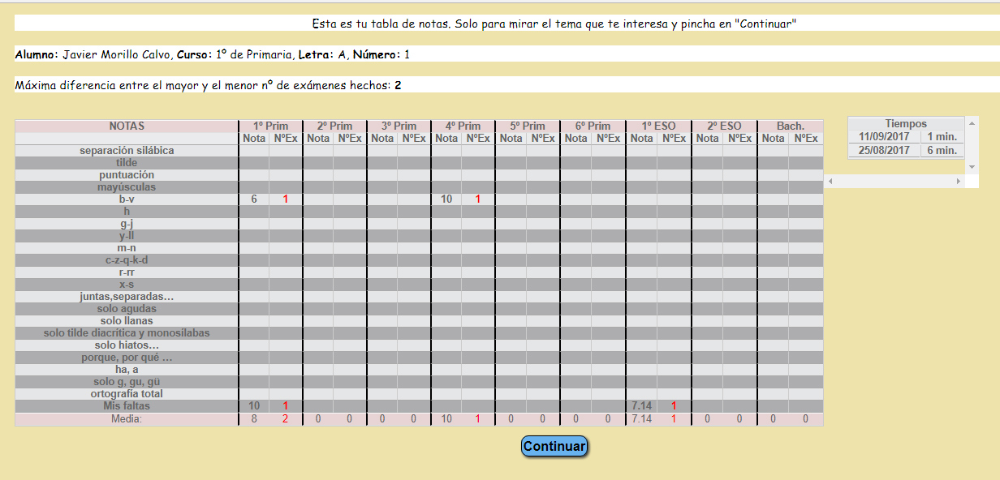 Esta es tu tabla de notas. Solo para mirar el tema que te interesa y pincha en "Continuar"
Alumno: Javier Morillo Calvo, Curso: 1º de Primaria, Letra: A, Número: 1
Máxima diferencia entre el mayor y el menor nº de exámenes hechos: 2
NOTAS 1º Prim 2º Prim 3º Prim 4º Prim 5º Prim 6º Prim 1º ESO 2º ESO Bach.
Nota NºEx Nota NºEx Nota NºEx Nota NºEx Nota NºEx Nota NºEx Nota NºEx Nota NºEx Nota NºEx
separación silábica
tilde
puntuación
mayúsculas
b-v 6 1 10 1
h
g-j
y-ll
m-n
c-z-q-k-d
r-rr
x-s
juntas,separadas...
solo agudas
solo llanas
solo tilde diacrítica y monosílabas
solo hiatos...
porque, por qué ...
ha, a
solo g, gu, gü
ortografía total
Mis faltas 10 1 7.14 1
Media: 8 2 0 0 0 0 10 1 0 0 0 0 7.14 1 0 0 0 0
Tiempos
11/09/2017 1 min.
25/08/2017 6 min.
Continuar